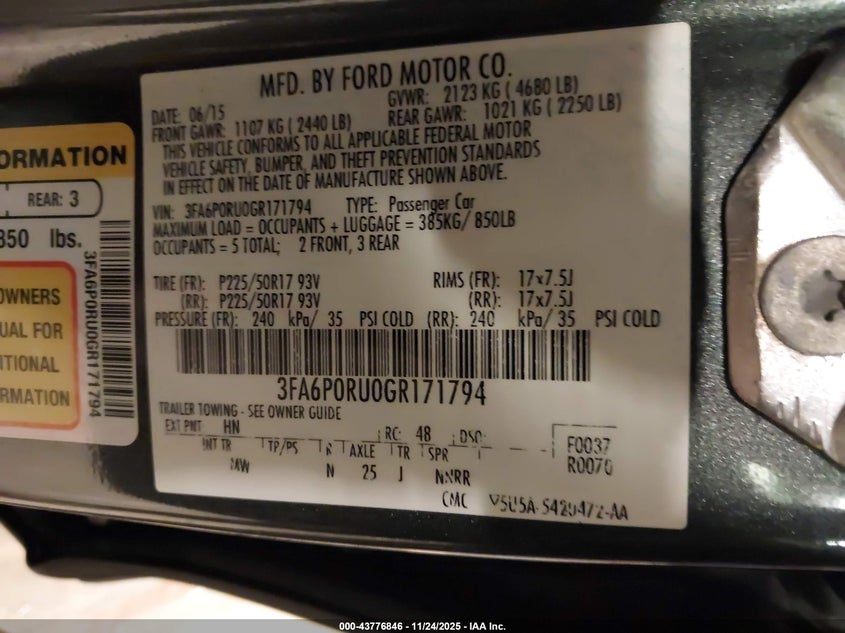 MFD. BY FORD MOTOR CO.
DATE: 06/15 GVWR: 2123 KG ( 4680 LB)
FRONT GAWR: 1107 KG ( 2440 LB) REAR GAWR: 1021 KG ( 2250 LB)
THIS VEHICLE CONFORMS TO ALL APPLICABLE FEDERAL MOTOR
VEHICLE SAFETY, BUMPER, AND THEFT PREVENTION STANDARDS
IN EFFECT ON THE DATE OF MANUFACTURE SHOWN ABOVE.
VIN: 3FA6P0RU0GR171794 TYPE: Passenger Car
MAXIMUM LOAD = OCCUPANTS + LUGGAGE = 385KG/ 850LB
OCCUPANTS = 5 TOTAL; 2 FRONT, 3 REAR
TIRE (FR): P225/50R17 93V RIMS (FR): 17x7.5J
(RR): P225/50R17 93V (RR): 17x7.5J
PRESSURE (FR): 240 kPa/ 35 PSI COLD (RR): 240 kPa/ 35 PSI COLD
3FA6P0RU0GR171794
TRAILER TOWING - SEE OWNER GUIDE
EXT PNT HN RC: 48 DSO: F0037
INT TR TP/PS R AXLE TR SPR R0070
MW N 25 J NNRR
CMC
ORMATION
REAR: 3
850 lbs.
OWNERS
UAL FOR
ITIONAL
ORMATION
3FA6P0RU0GR171794
000-43776846 - 11/24/2025 - IAA Inc.